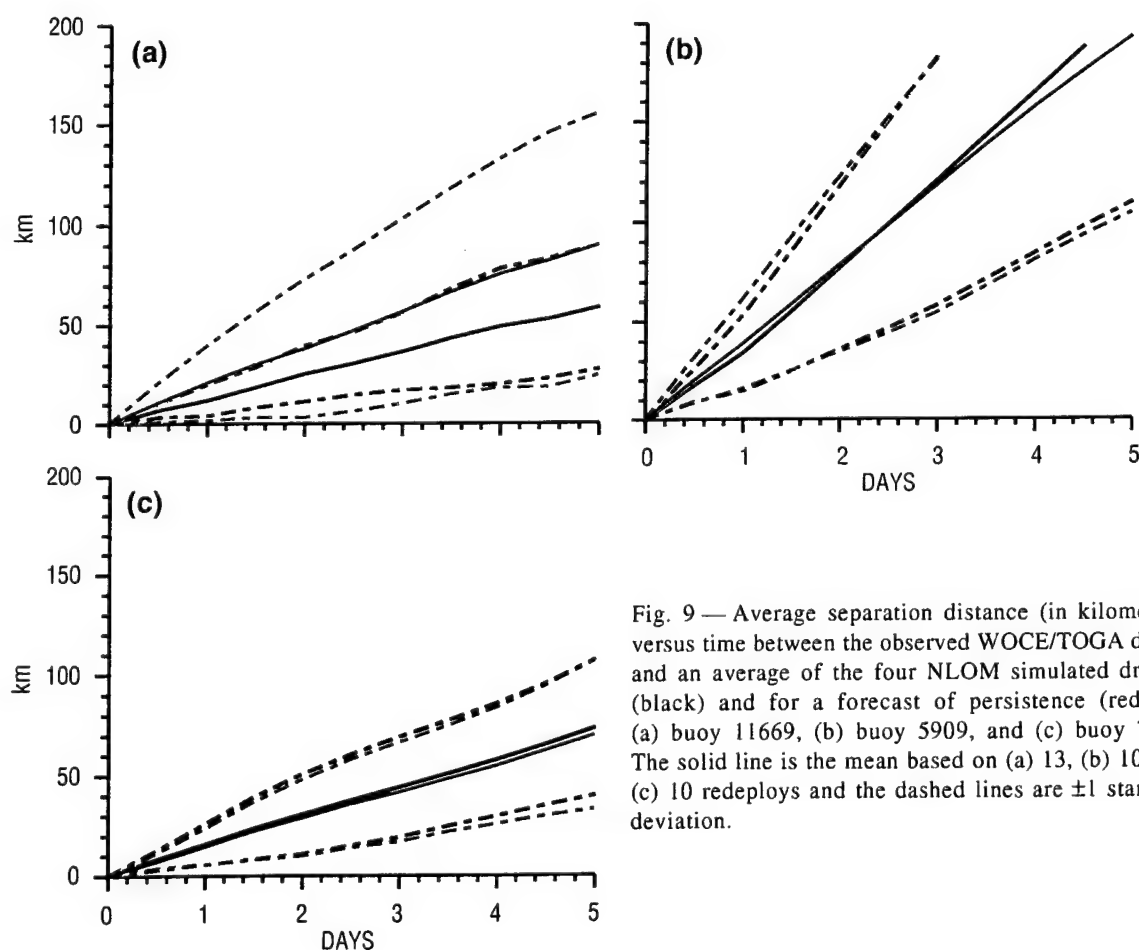 200
150
100
50
0
km
(a)
(b)
0 1 2 3 4 5
DAYS
200
150
100
50
0
km
(c)
0 1 2 3 4 5
DAYS
Fig. 9 — Average separation distance (in kilome
versus time between the observed WOCE/TOGA d
and an average of the four NLOM simulated dr
(black) and for a forecast of persistence (red
(a) buoy 11669, (b) buoy 5909, and (c) buoy
The solid line is the mean based on (a) 13, (b) 10
(c) 10 redeploys and the dashed lines are ±1 stan
deviation.